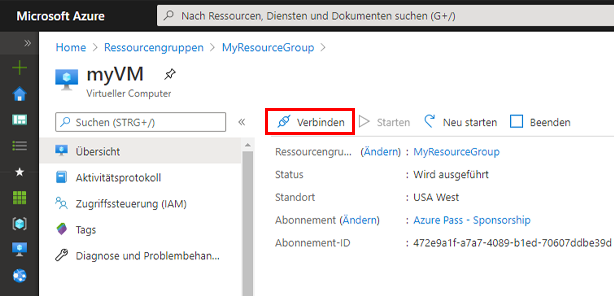 Microsoft Azure
Nach Ressourcen, Diensten und Dokumenten suchen (G+/)
Home > Ressourcengruppen > MyResourceGroup >
myVM
Virtueller Computer
Suchen (STRG+/)
Verbinden Starten Neu starten Beenden
Übersicht
Aktivitätsprotokoll
Zugriffssteuerung (IAM)
Tags
Diagnose und Problembehan...
Ressourcengru... (Ändern) : MyResourceGroup
Status : Wird ausgeführt
Standort : USA West
Abonnement (Ändern) : Azure Pass - Sponsorship
Abonnement-ID : 472e9a1f-a7a7-4089-b1ed-70607ddbe39d